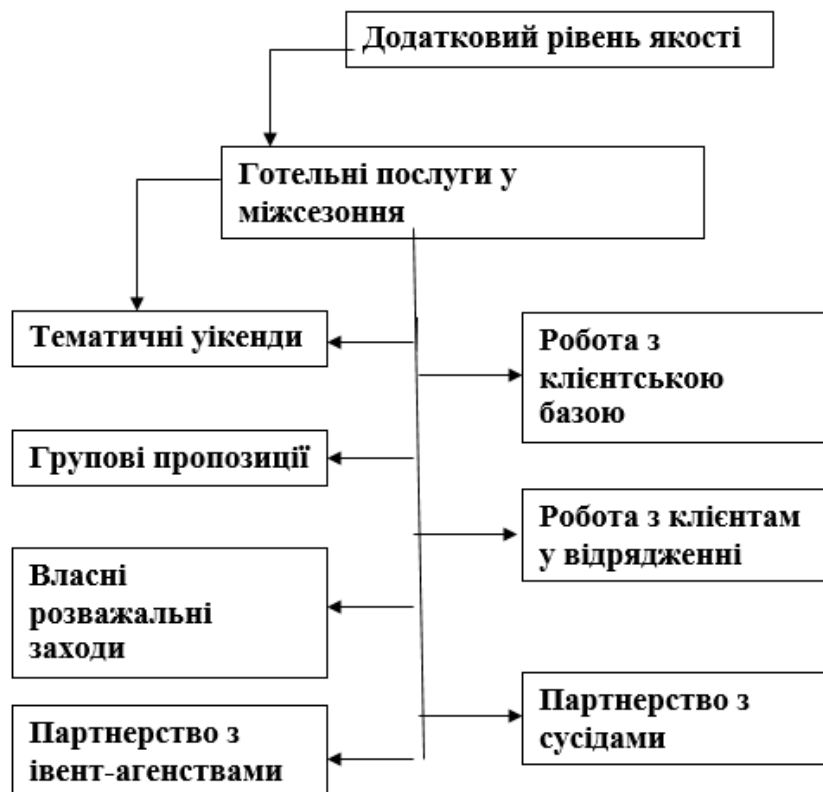 Додатковий рівень якості
Готельні послуги у
міжсезоння
Тематичні уікенди
Групові пропозиції
Власні
розважальні
заходи
Партнерство з
івент-агенствами
Робота з
клієнтською
базою
Робота з клієнтам
у відрядженні
Партнерство з
сусідами